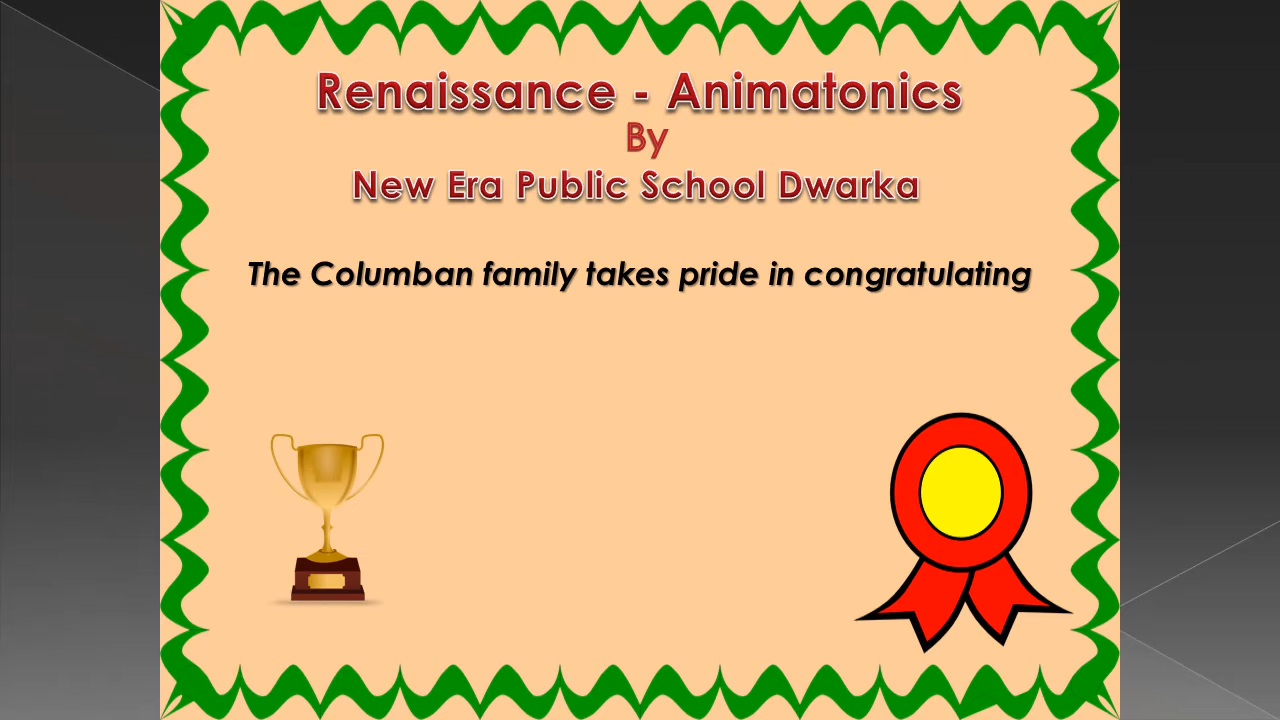 Renaissance - Animatonics
By
New Era Public School Dwarka
The Columban family takes pride in congratulating